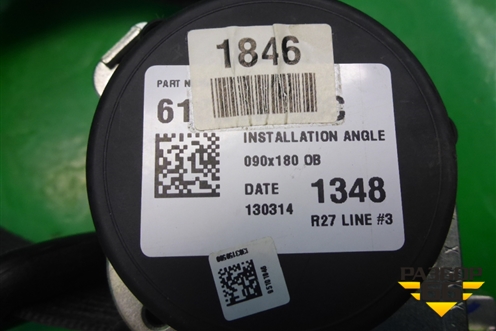 1846
PART N
61
INSTALLATION ANGLE
090x180 OB
DATE 1348
130314
R27 LINE #3